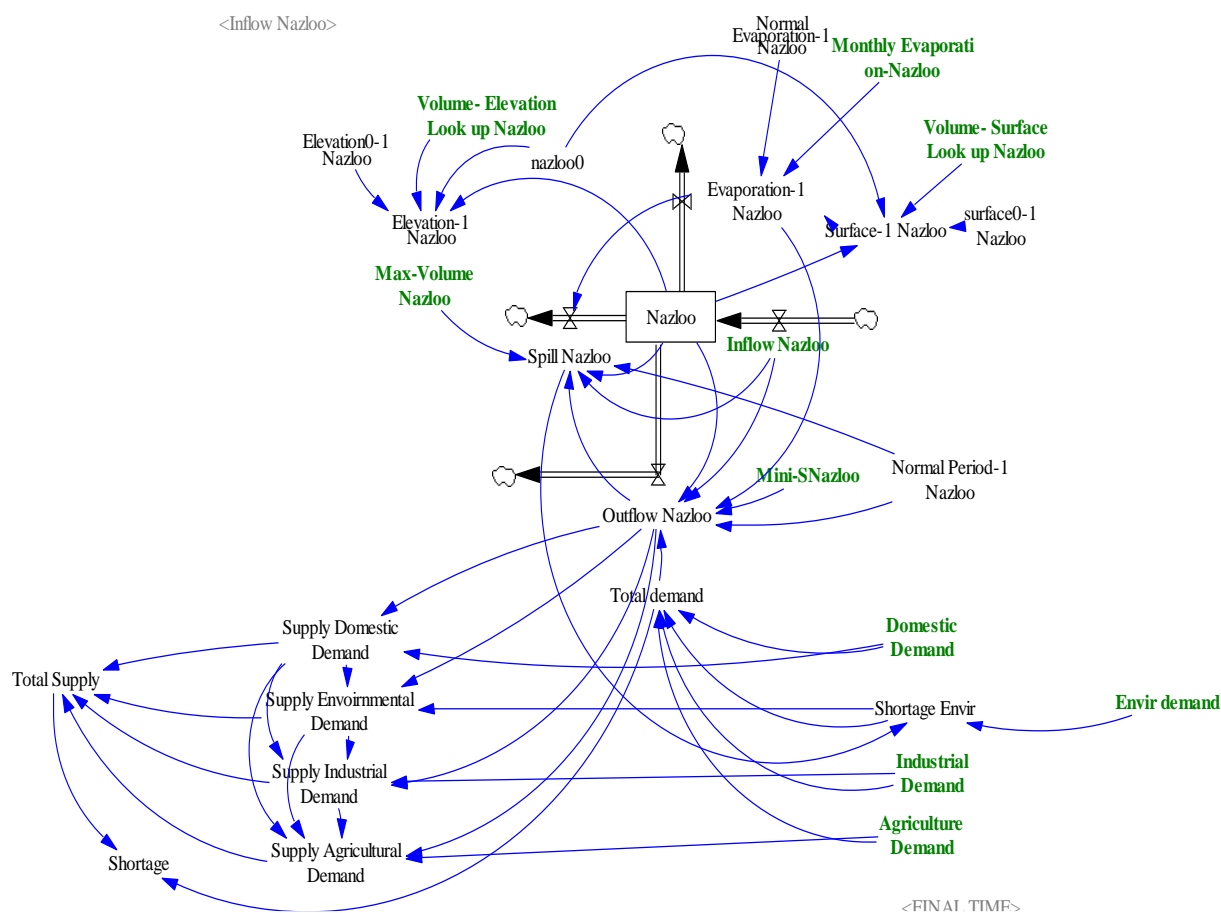 <Inflow Nazloo>
Normal
Evaporation-1
Nazloo
Monthly Evaporati
on-Nazloo
Volume- Elevation
Look up Nazloo
Elevation0-1
Nazloo
nazloo0
Volume- Surface
Look up Nazloo
Evaporation-1
Nazloo
Elevation-1
Nazloo
Surface-1 Nazloo
surface0-1
Nazloo
Max-Volume
Nazloo
Nazloo
Inflow Nazloo
Spill Nazloo
Mini-SNazloo
Normal Period-1
Nazloo
Outflow Nazloo
Total demand
Supply Domestic
Demand
Domestic
Demand
Total Supply
Supply Envoirnmental
Demand
Shortage Envir
Envir demand
Supply Industrial
Demand
Industrial
Demand
Supply Agricultural
Demand
Agriculture
Demand
Shortage
<FINAL TIME>